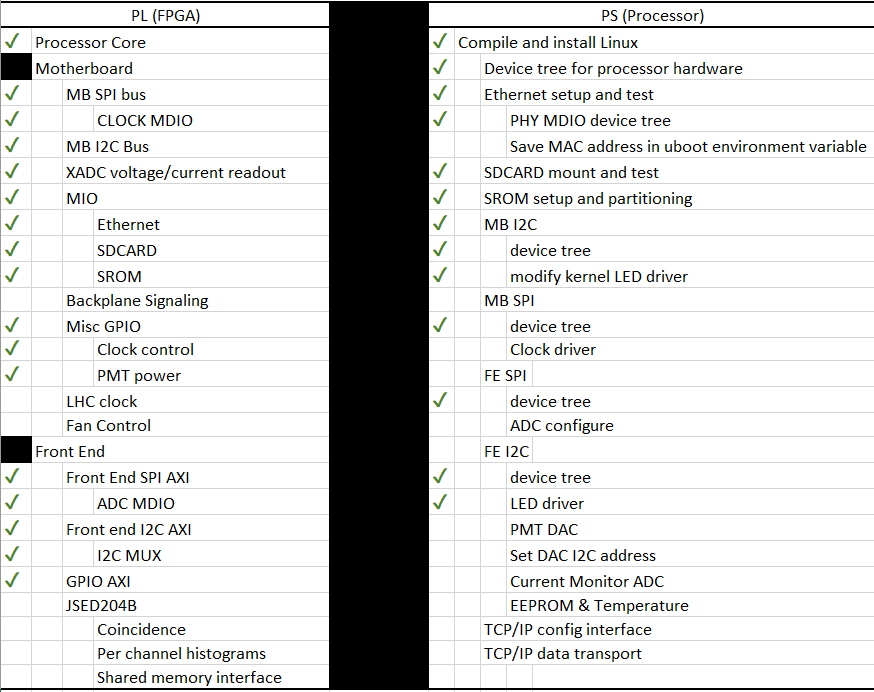 PL (FPGA)
✓ Processor Core
Motherboard
✓ MB SPI bus
✓ CLOCK MDIO
✓ MB I2C Bus
✓ XADC voltage/current readout
✓ MIO
✓ Ethernet
✓ SDCARD
✓ SROM
Backplane Signaling
✓ Misc GPIO
✓ Clock control
✓ PMT power
LHC clock
Fan Control
Front End
✓ Front End SPI AXI
✓ ADC MDIO
✓ Front end I2C AXI
✓ I2C MUX
✓ GPIO AXI
JSED204B
Coincidence
Per channel histograms
Shared memory interface
PS (Processor)
✓ Compile and install Linux
✓ Device tree for processor hardware
✓ Ethernet setup and test
✓ PHY MDIO device tree
Save MAC address in uboot environment variable
✓ SDCARD mount and test
✓ SROM setup and partitioning
✓ MB I2C
✓ device tree
✓ modify kernel LED driver
MB SPI
✓ device tree
Clock driver
FE SPI
✓ device tree
ADC configure
FE I2C
✓ device tree
✓ LED driver
PMT DAC
Set DAC I2C address
Current Monitor ADC
EEPROM & Temperature
TCP/IP config interface
TCP/IP data transport